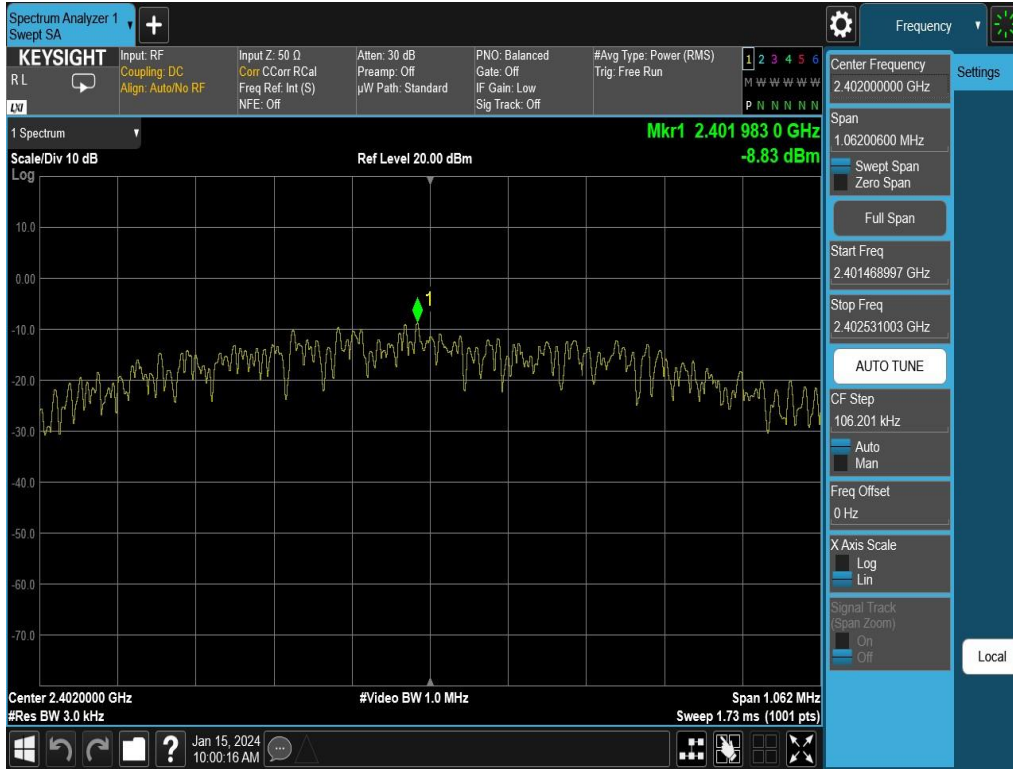 Spectrum Analyzer 1
Swept SA
Frequency
KEYSIGHT
R L
LXI
Input: RF
Coupling: DC
Align: Auto/No RF
Input Z: 50 Ω
Corr CCorr RCal
Freq Ref: Int (S)
NFE: Off
Atten: 30 dB
Preamp: Off
µW Path: Standard
PNO: Balanced
Gate: Off
IF Gain: Low
Sig Track: Off
#Avg Type: Power (RMS)
Trig: Free Run
1 2 3 4 5 6
M W W W W W
P N N N N N
1 Spectrum
Scale/Div 10 dB
Log
Ref Level 20.00 dBm
Mkr1 2.401 983 0 GHz
-8.83 dBm
10.0
0.00
-10.0
-20.0
-30.0
-40.0
-50.0
-60.0
-70.0
1
Center 2.4020000 GHz
#Res BW 3.0 kHz
#Video BW 1.0 MHz
Span 1.062 MHz
Sweep 1.73 ms (1001 pts)
Jan 15, 2024
10:00:16 AM
Center Frequency
2.402000000 GHz
Span
1.06200600 MHz
Swept Span
Zero Span
Full Span
Start Freq
2.401468997 GHz
Stop Freq
2.402531003 GHz
AUTO TUNE
CF Step
106.201 kHz
Auto
Man
Freq Offset
0 Hz
X Axis Scale
Log
Lin
Signal Track
(Span Zoom)
On
Off
Settings
Local